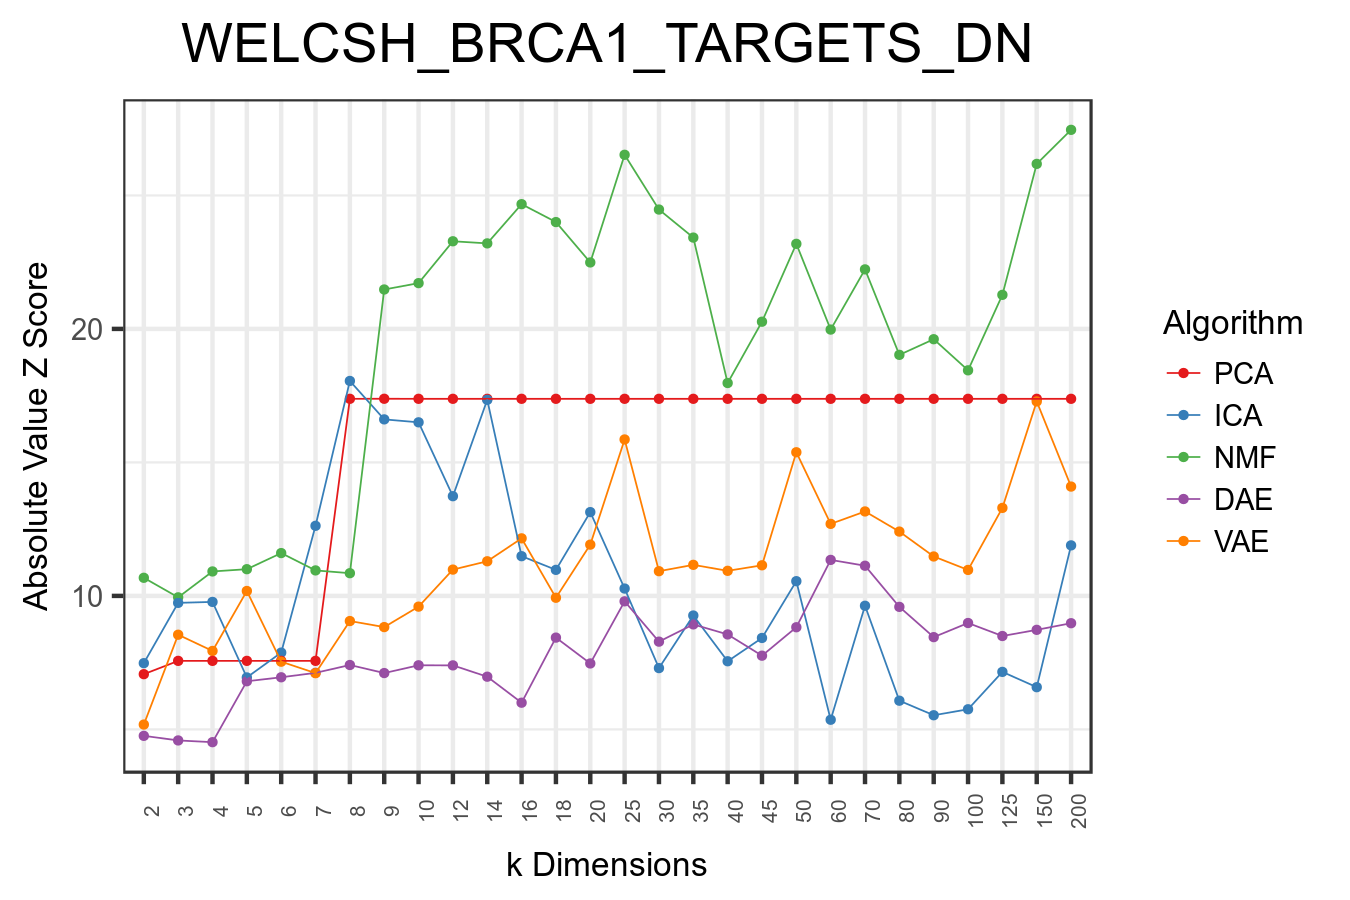 WELCSH_BRCA1_TARGETS_DN
Absolute Value Z Score
20
10
2 3 4 5 6 7 8 9 10 12 14 16 18 20 25 30 35 40 45 50 60 70 80 90 100 125 150 200
k Dimensions
Algorithm
PCA
ICA
NMF
DAE
VAE